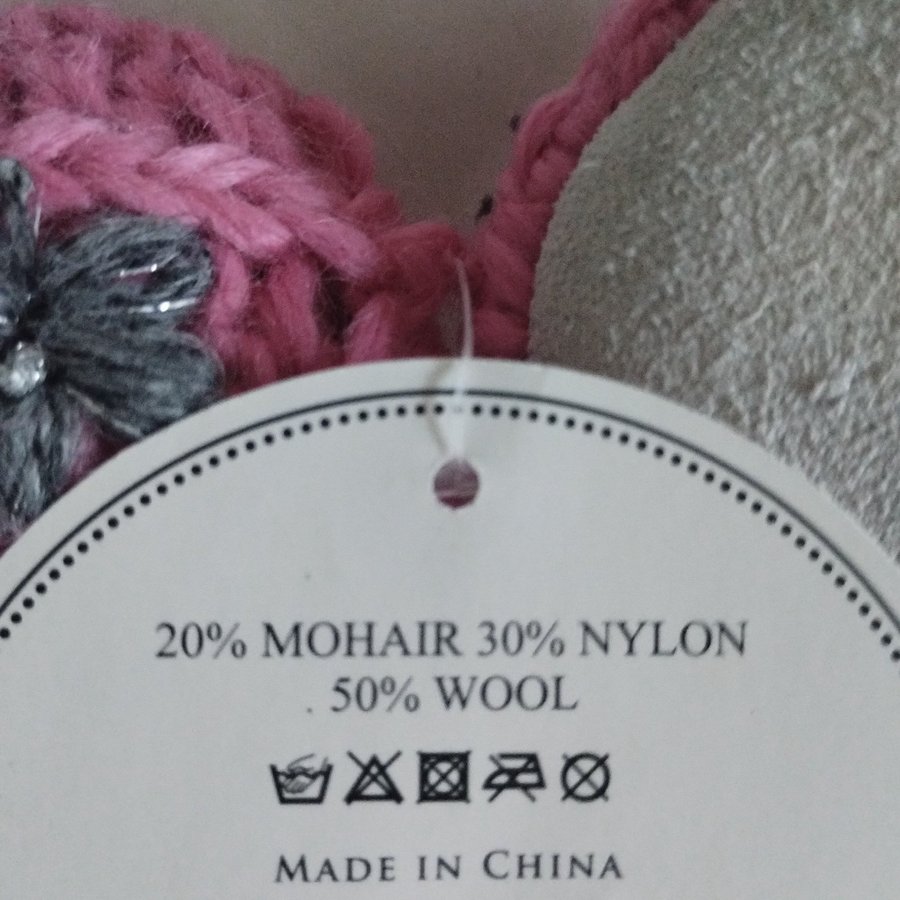 20% MOHAIR 30% NYLON
50% WOOL
MADE IN CHINA